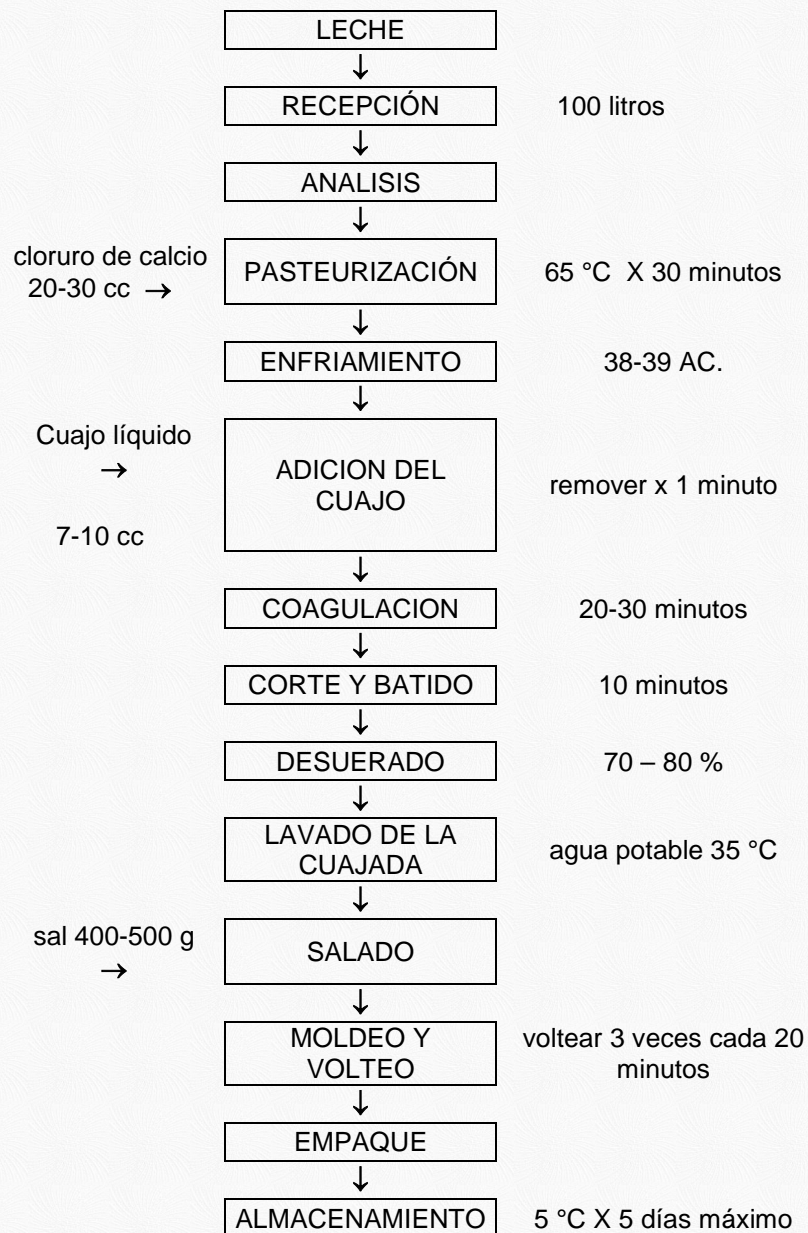 LECHE
↓
RECEPCIÓN
100 litros
↓
ANALISIS
↓
cloruro de calcio
20-30 cc →
PASTEURIZACIÓN
65 °C X 30 minutos
↓
ENFRIAMIENTO
38-39 AC.
↓
Cuajo líquido
→
7-10 cc
ADICION DEL
CUAJO
remover x 1 minuto
↓
COAGULACION
20-30 minutos
↓
CORTE Y BATIDO
10 minutos
↓
DESUERADO
70 – 80 %
↓
LAVADO DE LA
CUAJADA
agua potable 35 °C
↓
sal 400-500 g
→
SALADO
↓
MOLDEO Y
VOLTEO
voltear 3 veces cada 20
minutos
↓
EMPAQUE
↓
ALMACENAMIENTO
5 °C X 5 días máximo